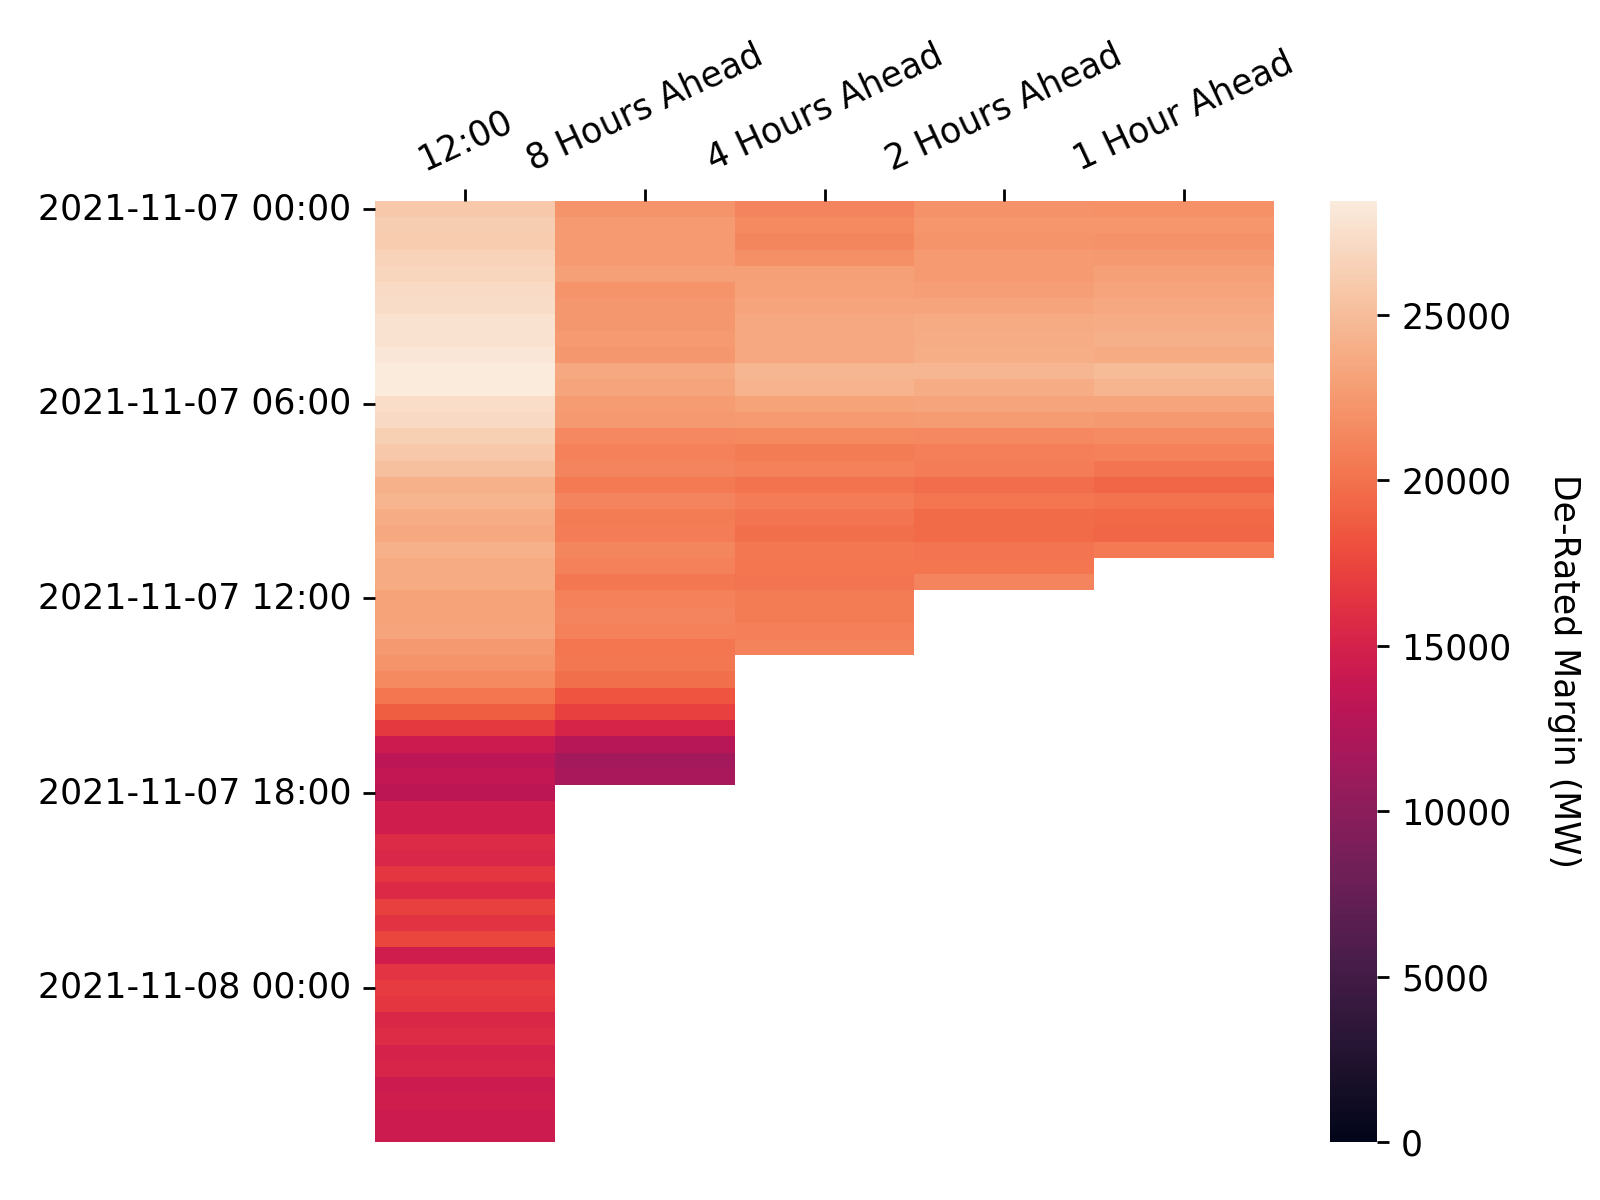 12:00
8 Hours Ahead
4 Hours Ahead
2 Hours Ahead
1 Hour Ahead
2021-11-07 00:00
2021-11-07 06:00
2021-11-07 12:00
2021-11-07 18:00
2021-11-08 00:00
25000
20000
15000
10000
5000
0
De-Rated Margin (MW)